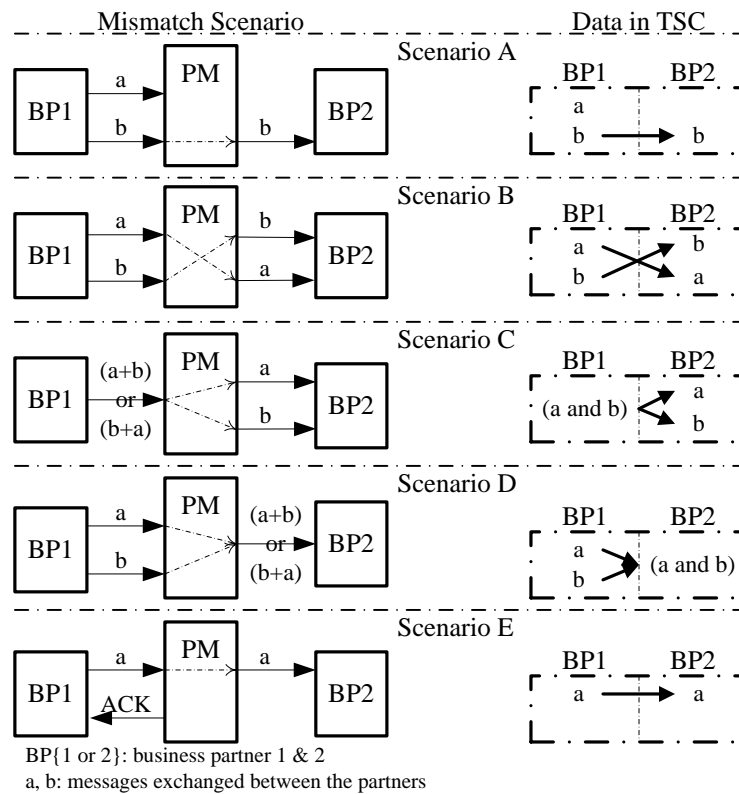 Mismatch Scenario Data in TSC
Scenario A
BP1 a PM BP2 BP1 BP2
a
b b b b
Scenario B
BP1 a PM b BP2 BP1 BP2
a b
b a b a
Scenario C
BP1 (a+b) PM a BP2 BP1 BP2
or (a and b) a
(b+a) b b
Scenario D
BP1 a PM (a+b) BP2 BP1 BP2
or a (a and b)
b (b+a) b
Scenario E
BP1 a PM a BP2 BP1 BP2
ACK a a
BP{1 or 2}: business partner 1 & 2
a, b: messages exchanged between the partners